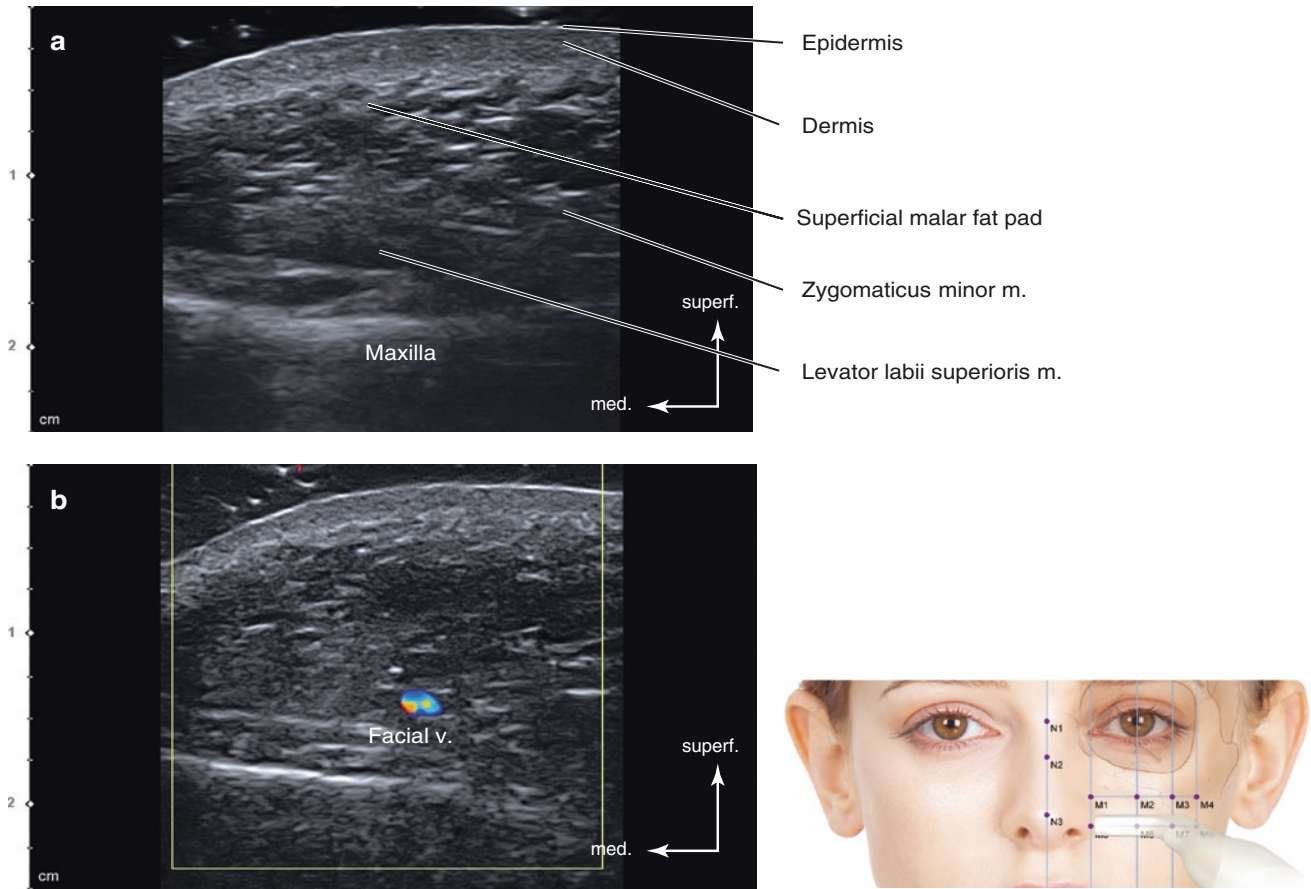 a
Epidermis
Dermis
Superficial malar fat pad
Zygomaticus minor m.
Levator labii superioris m.
1
2
cm
Maxilla
superf.
med.
b
1
2
cm
Facial v.
superf.
med.
N1
N2
N3
M1
M2
M3
M4
M7